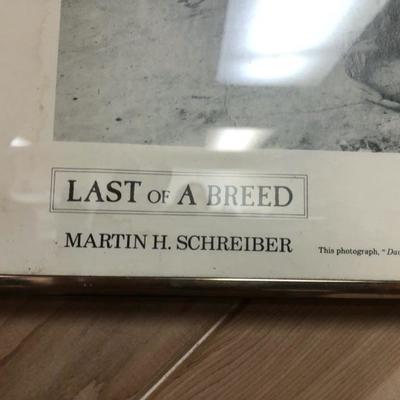 LAST OF A BREED
MARTIN H. SCHREIBER
This photograph, "